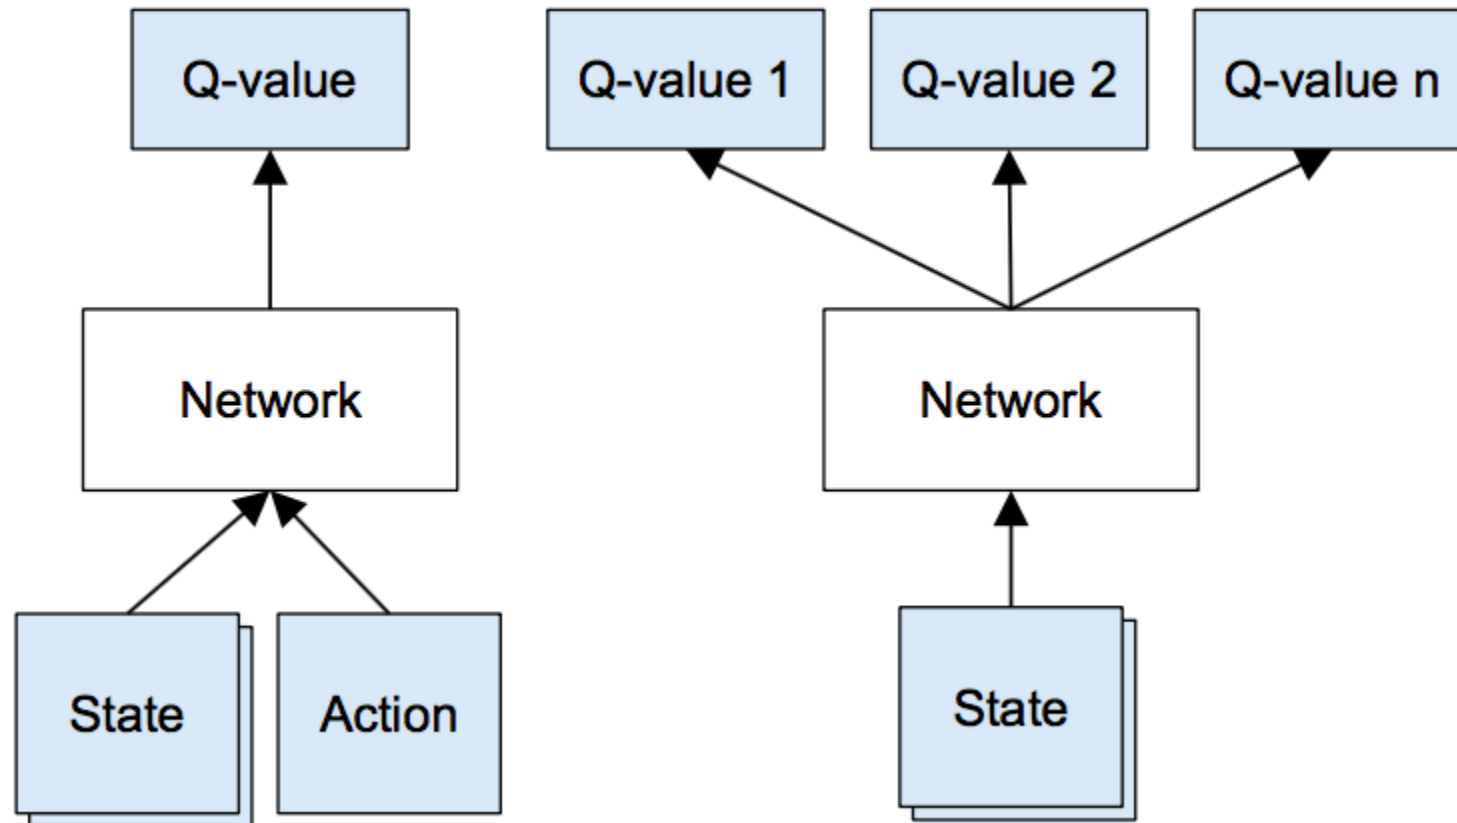 Q-value
Network
State
Action
Q-value 1
Q-value 2
Q-value n
Network
State